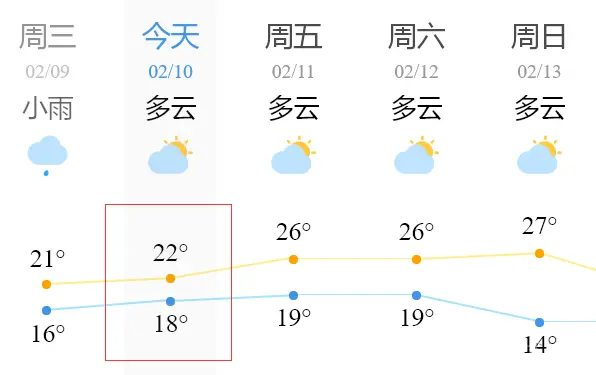 周三 今天 周五 周六 周日
02/09 02/10 02/11 02/12 02/13
小雨 多云 多云 多云 多云
21° 22° 26° 26° 27°
16° 18° 19° 19° 14°